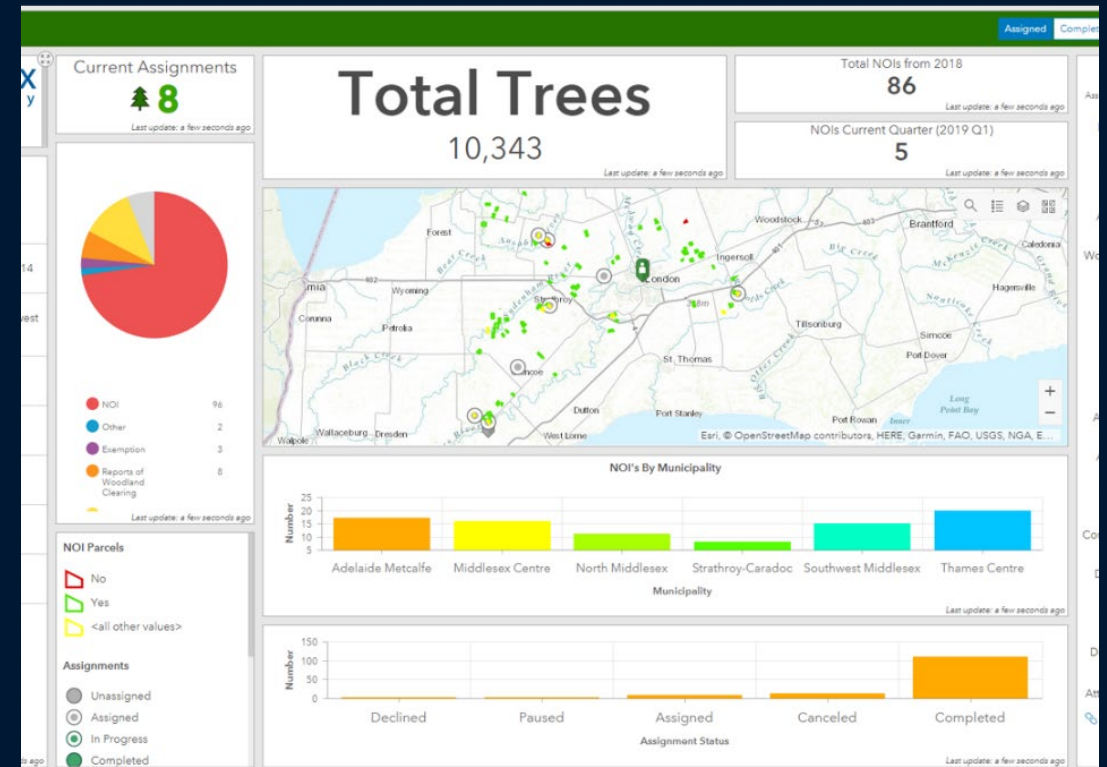 Assigned
Complet
X
y
Current Assignments
8
Last update: a few seconds ago
Total Trees
10,343
Last update: a few seconds ago
Total NOIs from 2018
86
Last update: a few seconds ago
NOIs Current Quarter (2019 Q1)
5
Last update: a few seconds ago
14
NOI 96
Other 2
Exemption 3
Reports of 8
Woodland
Clearing
Last update: a few seconds ago
Forest
Woodstock
403
Brantford
Caledonia
Ingersoll
London
402
Wyoming
Strathroy
Hagersville
Corunna
Petrolia
Tillsonburg
Simcoe
Black Creek
St. Thomas
Port Dover
Dutton
Port Stanley
Long
Point Bay
Port Rowan
Inner
Walpole
Wallaceburg
Dresden
West Lorne
+
−
Esri, © OpenStreetMap contributors, HERE, Garmin, FAO, USGS, NGA, E...
NOI's By Municipality
Number
25
20
15
10
5
Adelaide Metcalfe
Middlesex Centre
North Middlesex
Strathroy-Caradoc
Southwest Middlesex
Thames Centre
Municipality
Last update: a few seconds ago
NOI Parcels
No
Yes
<all other values>
Assignments
Unassigned
Assigned
In Progress
Completed
Number
150
100
50
0
Declined
Paused
Assigned
Canceled
Completed
Assignment Status
Last update: a few seconds ago